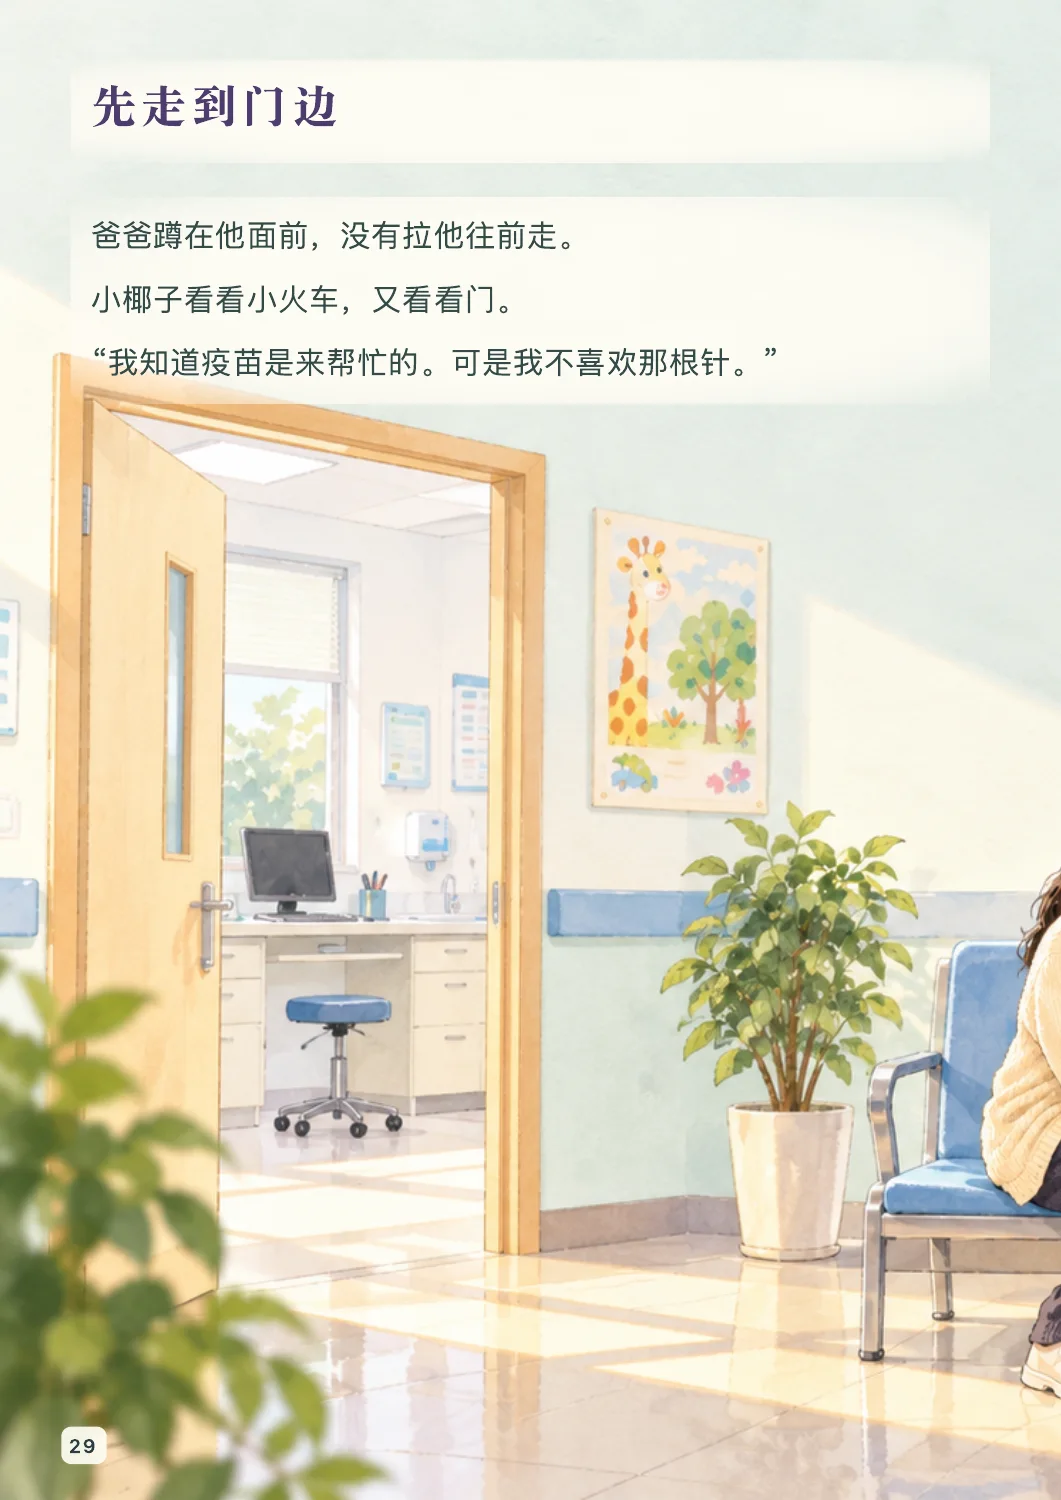 先走到门边
爸爸蹲在他面前，没有拉他往前走。
小椰子看看小火车，又看看门。
“我知道疫苗是来帮忙的。可是我不喜欢那根针。”
29